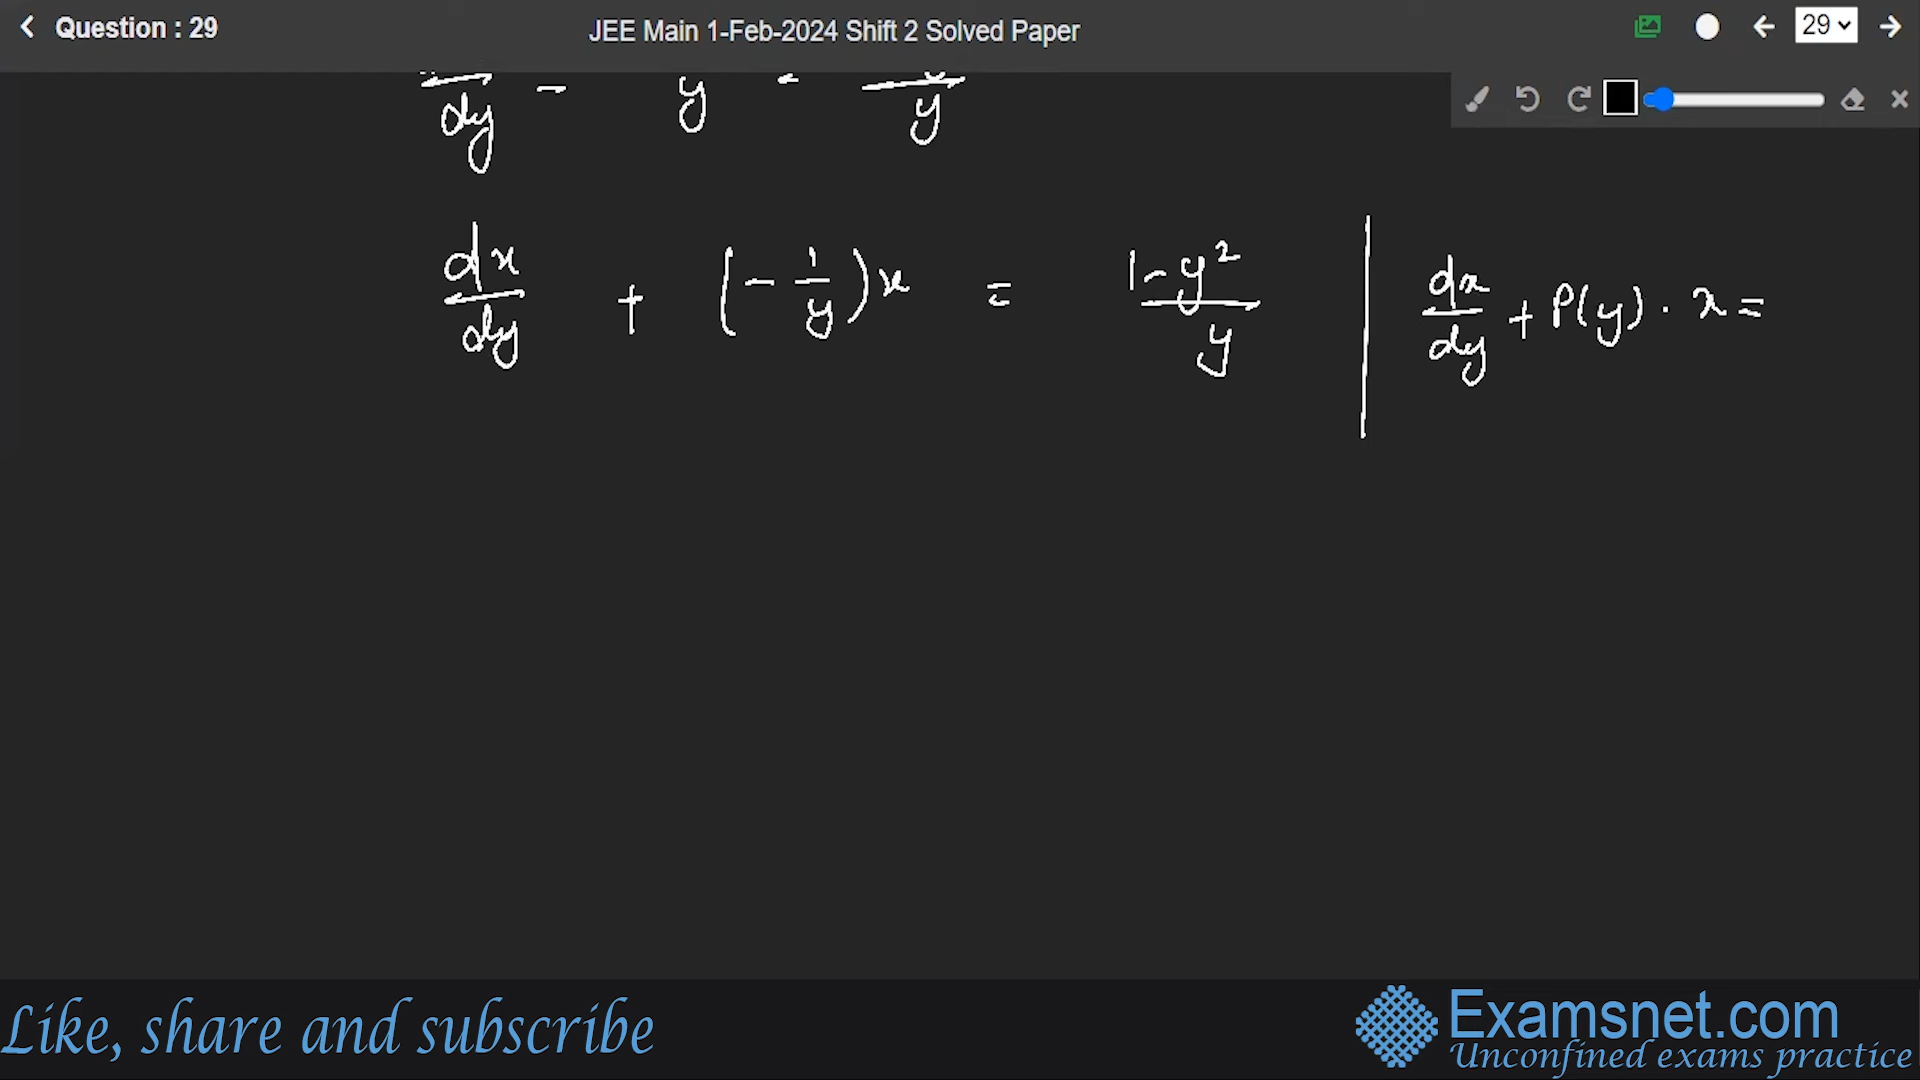 Question : 29
JEE Main 1-Feb-2024 Shift 2 Solved Paper
29
/dy - y - /y
dx/dy + (-1/y)x = 1-y²/y
dx/dy + P(y) . x =
Like, share and subscribe
Examsnet.com
Unconfined exams practice